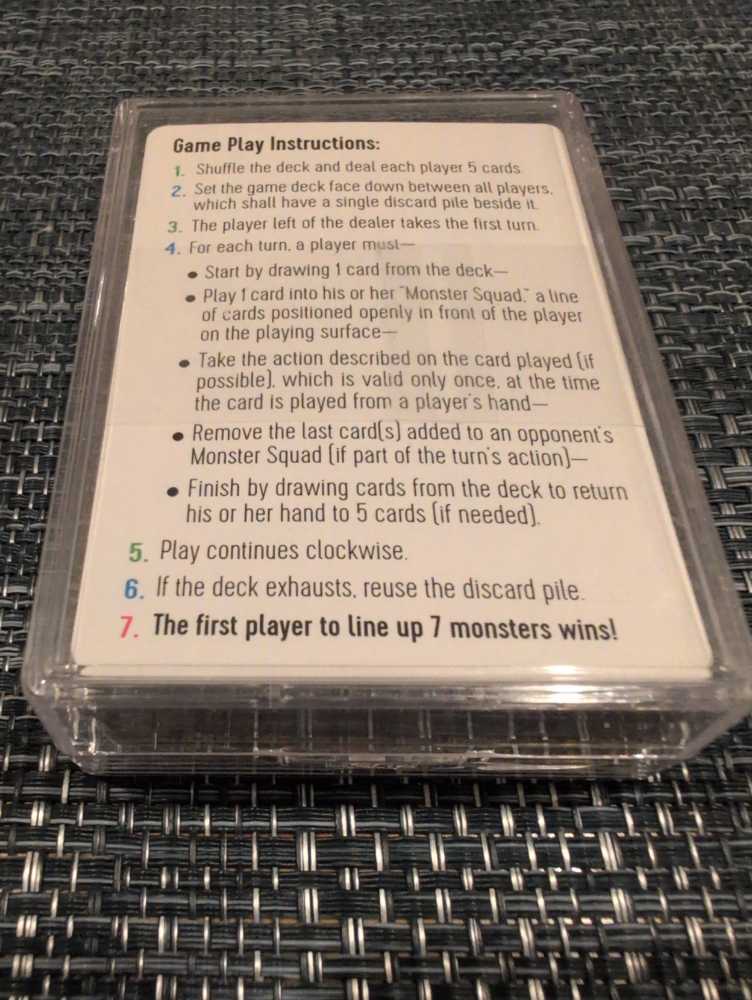 Game Play Instructions:
1. Shuffle the deck and deal each player 5 cards.
2. Set the game deck face down between all players,
which shall have a single discard pile beside it.
3. The player left of the dealer takes the first turn.
4. For each turn, a player must—
• Start by drawing 1 card from the deck—
• Play 1 card into his or her "Monster Squad," a line
of cards positioned openly in front of the player
on the playing surface—
• Take the action described on the card played (if
possible), which is valid only once, at the time
the card is played from a player's hand—
• Remove the last card(s) added to an opponent's
Monster Squad (if part of the turn's action)—
• Finish by drawing cards from the deck to return
his or her hand to 5 cards (if needed).
5. Play continues clockwise.
6. If the deck exhausts, reuse the discard pile.
7. The first player to line up 7 monsters wins!